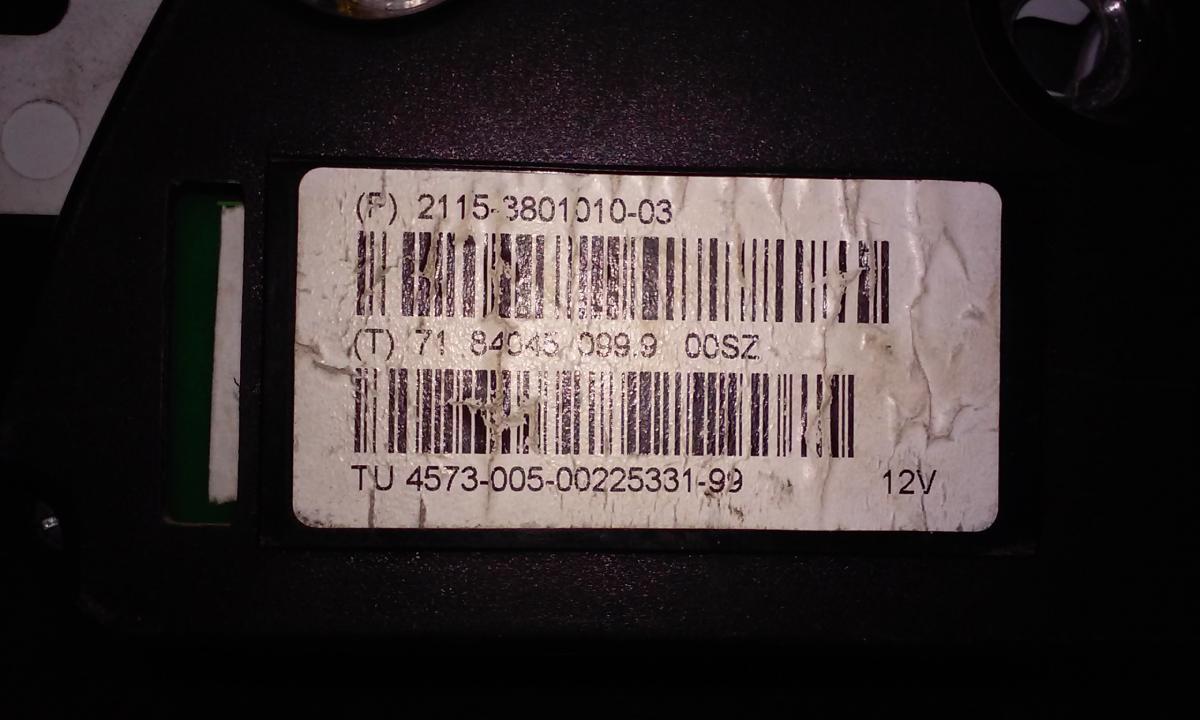 (P) 2115-3801010-03
(T) 71 84045 099.9 00SZ
TU 4573-005-00225331-99 12V